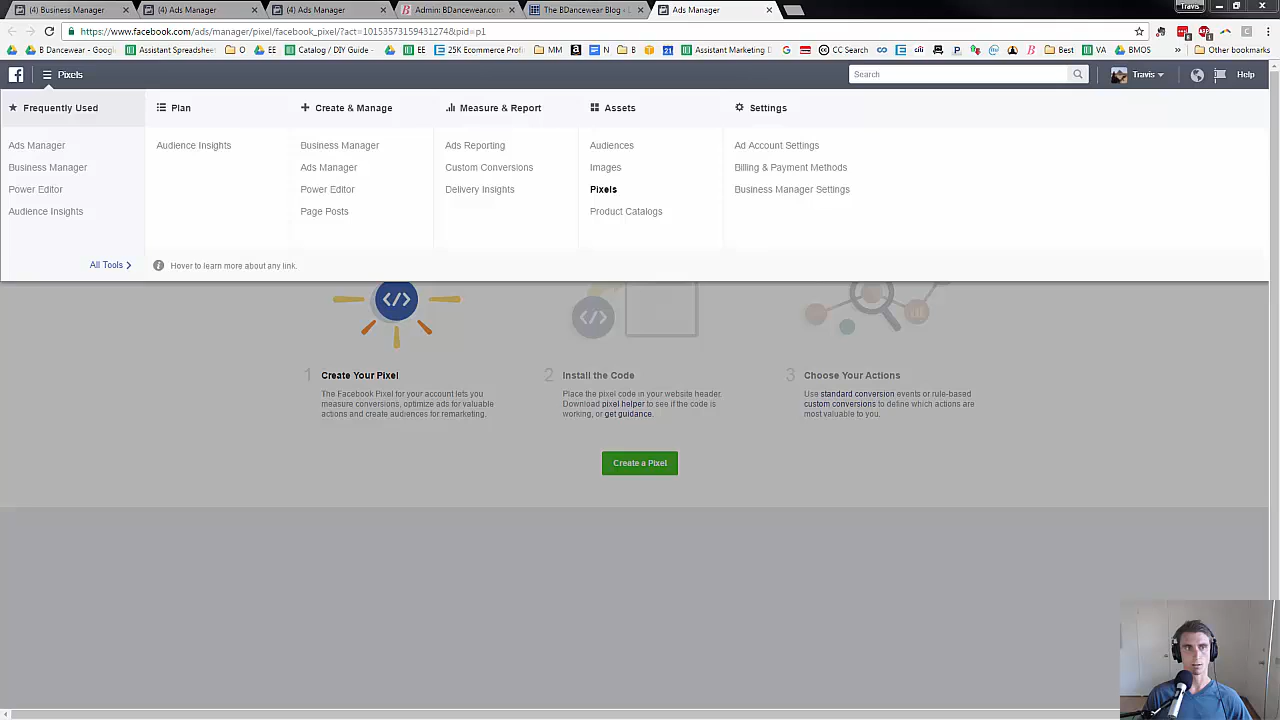 (4) Business Manager
(4) Ads Manager
(4) Ads Manager
Admin: BDancewear.com
The BDancewear Blog ‹ L
Ads Manager
Travis
https://www.facebook.com/ads/manager/pixel/facebook_pixel/?act=10153573159431274&pid=p1
BDancewear - Google
Assistant Spreadshee
O
EE
Catalog / DIY Guide -
EE
25K Ecommerce Profi
MM
N
Assistant Marketing
CC Search
Best
VA
BMOS
Other bookmarks
Pixels
Search
Travis
Help
Frequently Used
Plan
Create & Manage
Measure & Report
Assets
Settings
Ads Manager
Audience Insights
Business Manager
Ads Reporting
Audiences
Ad Account Settings
Business Manager
Ads Manager
Custom Conversions
Images
Billing & Payment Methods
Power Editor
Power Editor
Delivery Insights
Pixels
Business Manager Settings
Audience Insights
Page Posts
Product Catalogs
All Tools
Hover to learn more about any link.
1 Create Your Pixel
The Facebook Pixel for your account lets you
measure conversions, optimize ads for valuable
actions and create audiences for remarketing.
2 Install the Code
Place the pixel code in your website header.
Download pixel helper to see if the code is
working, or get guidance.
3 Choose Your Actions
Use standard conversion events or rule-based
custom conversions to define which actions are
most valuable to you.
Create a Pixel